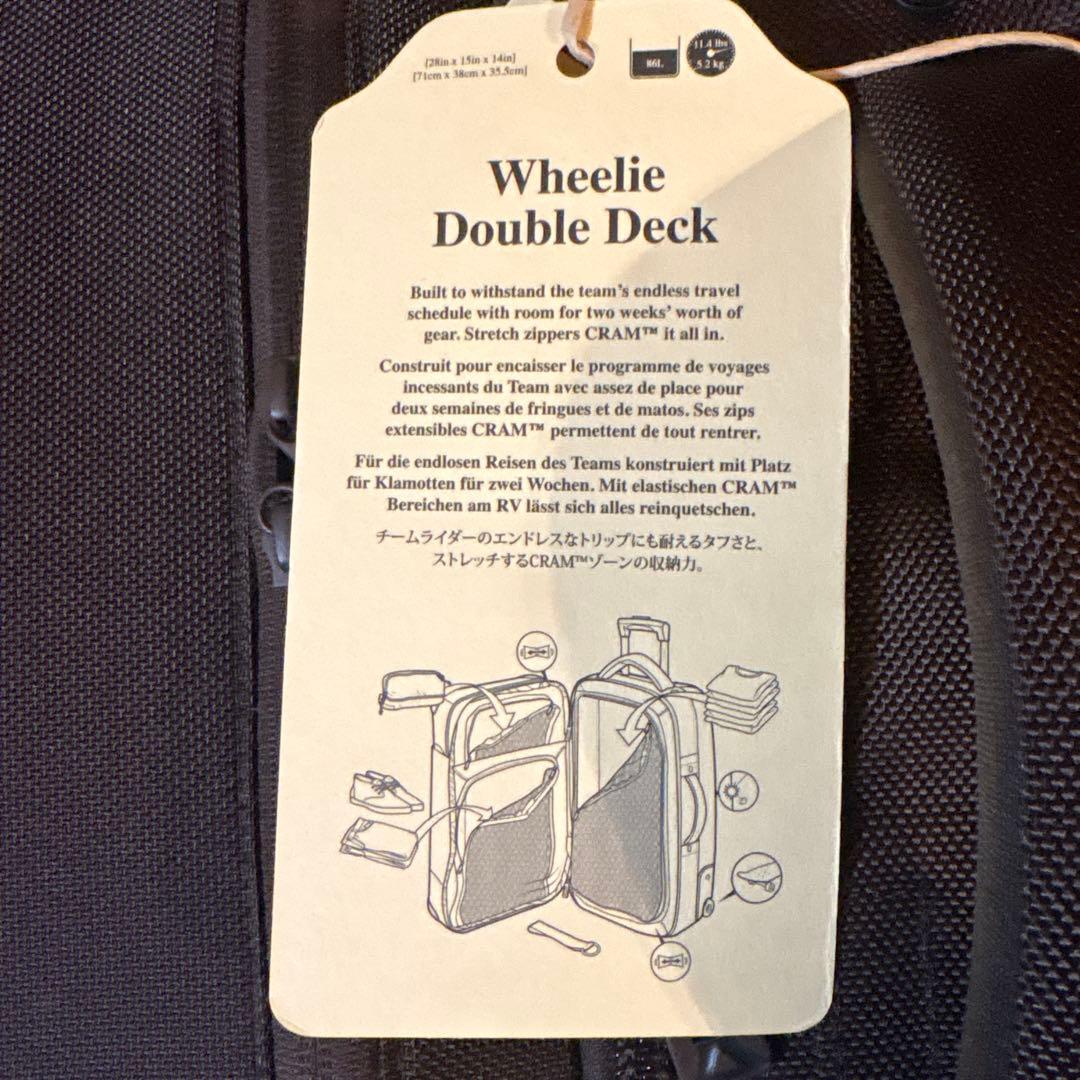 [28in x 15in x 14in]
[71cm x 38cm x 35.5cm]
86L
11.4 lbs
5.2 kg
Wheelie
Double Deck
Built to withstand the team's endless travel
schedule with room for two weeks' worth of
gear. Stretch zippers CRAM™ it all in.
Construit pour encaisser le programme de voyages
incessants du Team avec assez de place pour
deux semaines de fringues et de matos. Ses zips
extensibles CRAM™ permettent de tout rentrer.
Für die endlosen Reisen des Teams konstruiert mit Platz
für Klamotten für zwei Wochen. Mit elastischen CRAM™
Bereichen am RV lässt sich alles reinquetschen.
チームライダーのエンドレスなトリップにも耐えるタフさと、
ストレッチするCRAM™ゾーンの収納力。